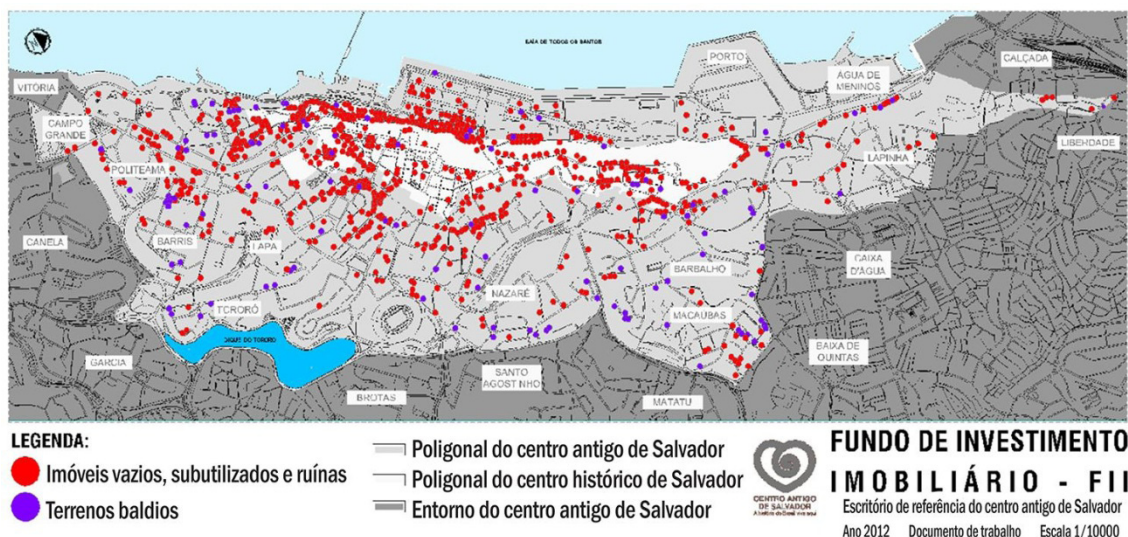 BAÍA DE TODOS OS SANTOS
PORTO
CALÇADA
VITÓRIA
ÁGUA DE
MENINOS
CAMPO
GRANDE
LIBERDADE
LAPINHA
POLITEAMA
CANELA
BARRIS
LAPA
CAIXA
D'AGUA
BARBALHO
NAZARÉ
TORORÓ
MACAÚBAS
DIQUE DO TORORÓ
BAIXA DE
QUINTAS
GARCIA
SANTO
AGOSTINHO
BROTAS
MATATU
LEGENDA:
Imóveis vazios, subutilizados e ruínas
Terrenos baldios
Poligonal do centro antigo de Salvador
Poligonal do centro histórico de Salvador
Entorno do centro antigo de Salvador
CENTRO ANTIGO
DE SALVADOR
FUNDO DE INVESTIMENTO
IMOBILIÁRIO - FII
Escritório de referência do centro antigo de Salvador
Ano 2012 Documento de trabalho Escala 1/10000